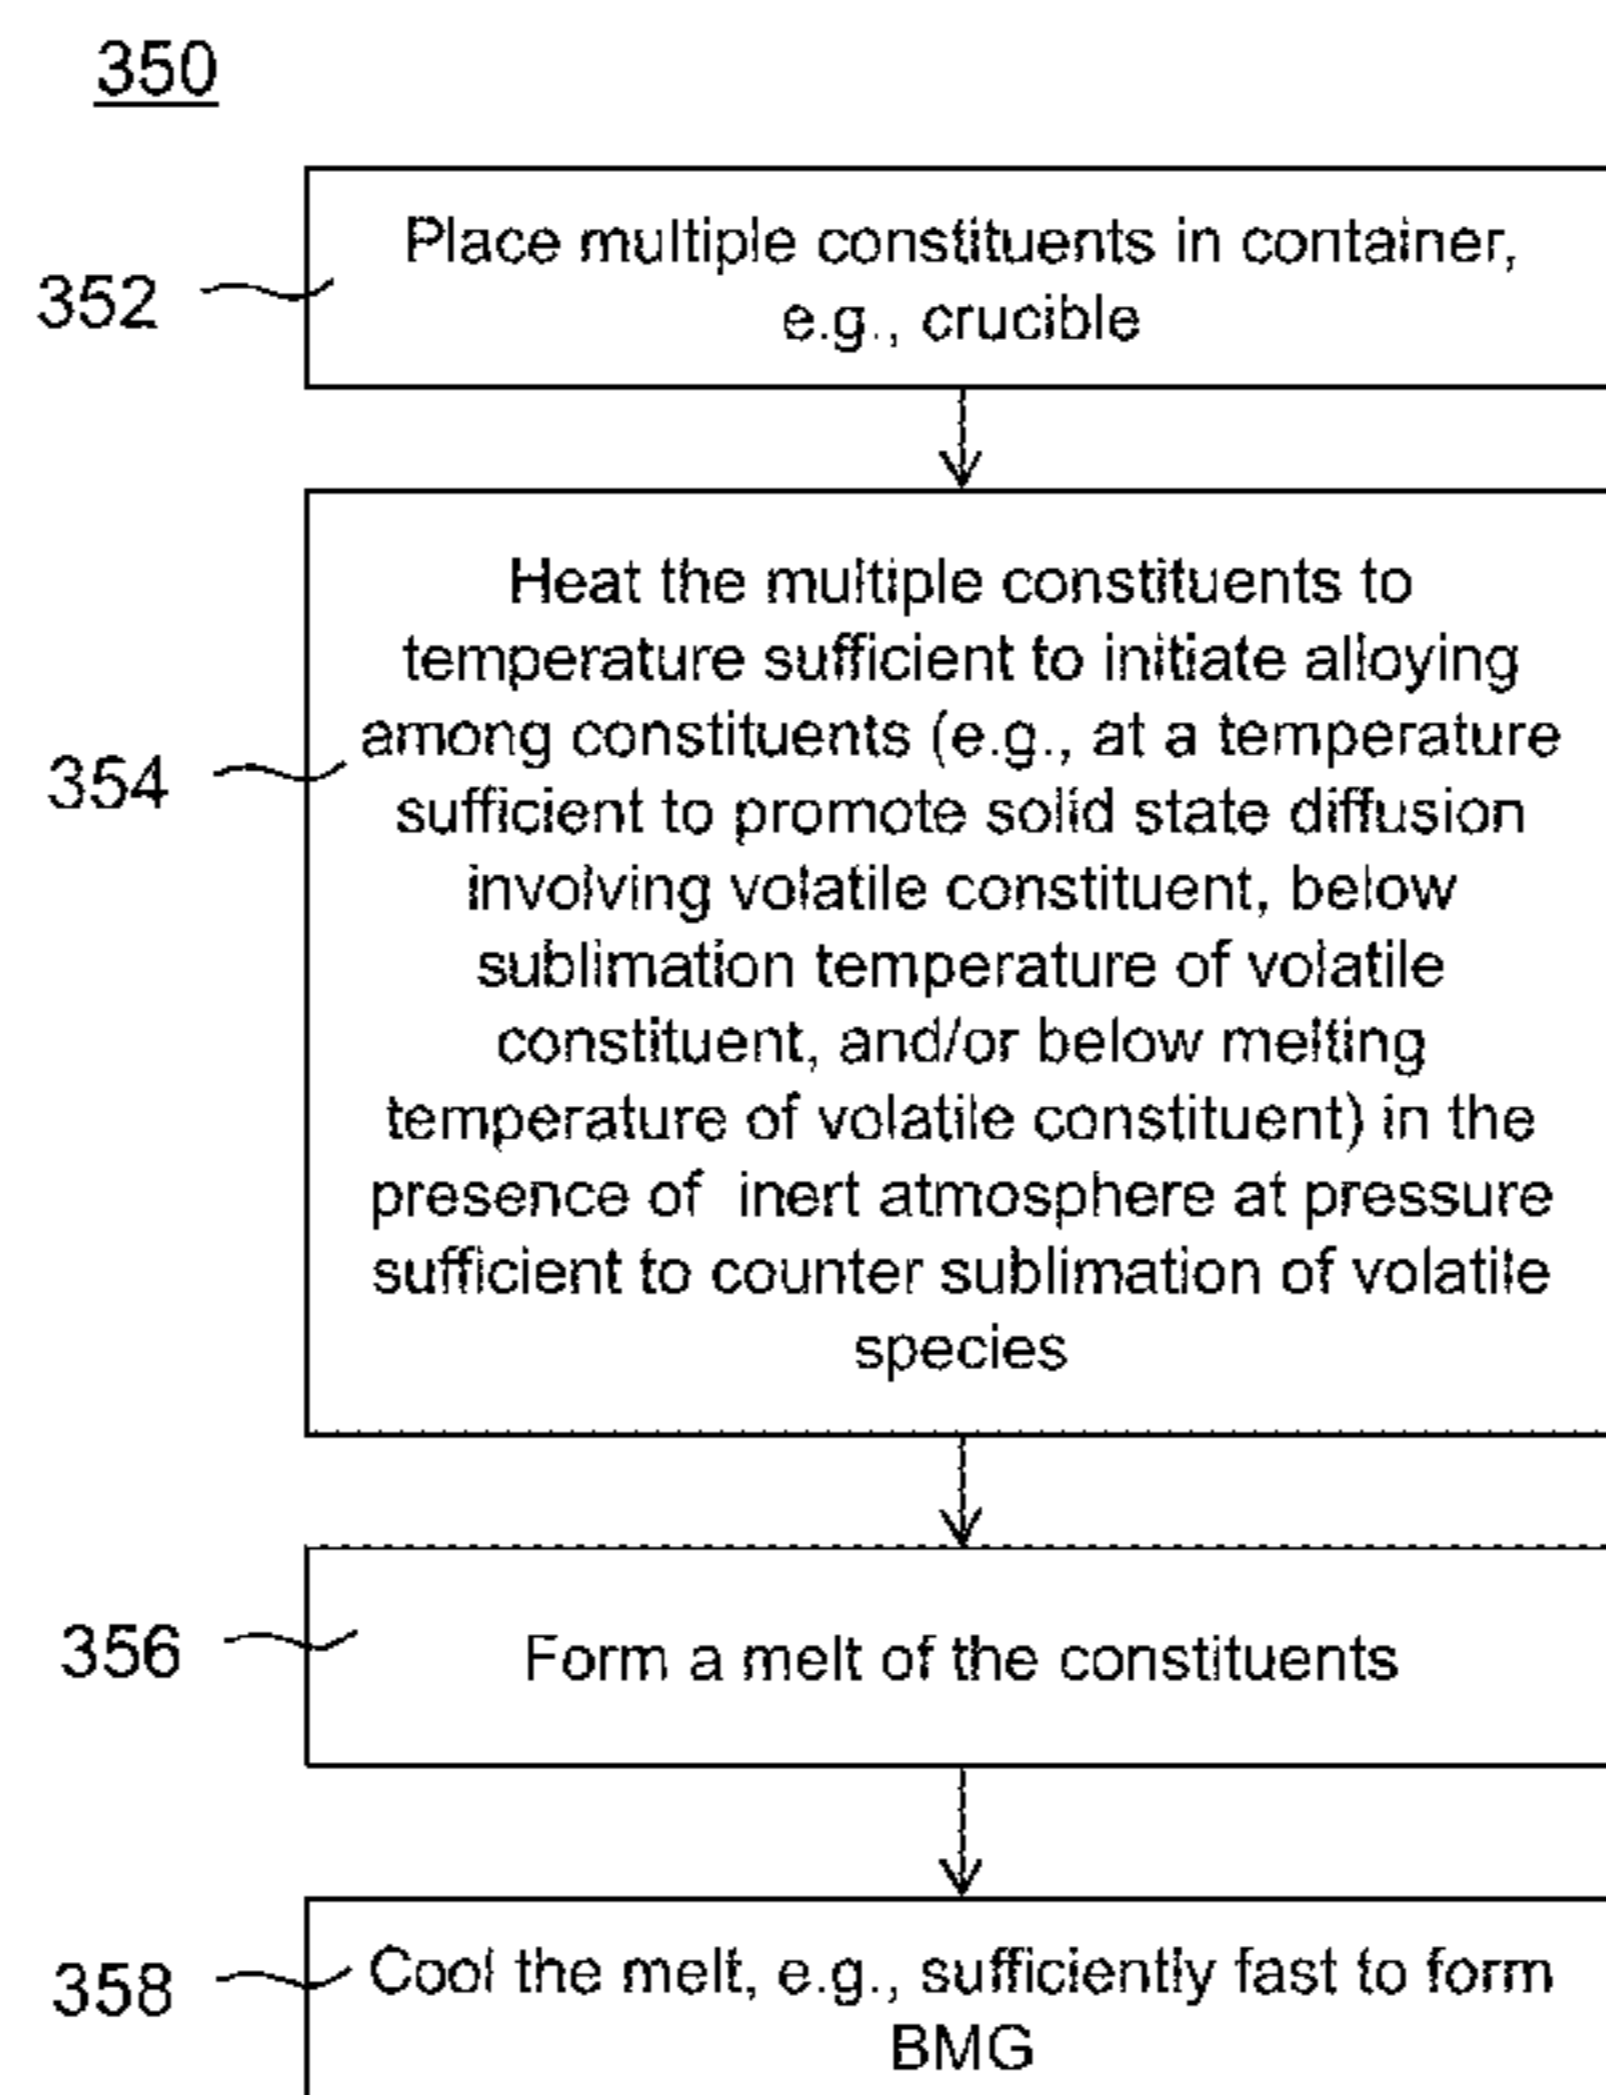 350
352
Place multiple constituents in container,
e.g., crucible
354
Heat the multiple constituents to
temperature sufficient to initiate alloying
among constituents (e.g., at a temperature
sufficient to promote solid state diffusion
involving volatile constituent, below
sublimation temperature of volatile
constituent, and/or below melting
temperature of volatile constituent) in the
presence of inert atmosphere at pressure
sufficient to counter sublimation of volatile
species
356
Form a melt of the constituents
358
Cool the melt, e.g., sufficiently fast to form
BMG